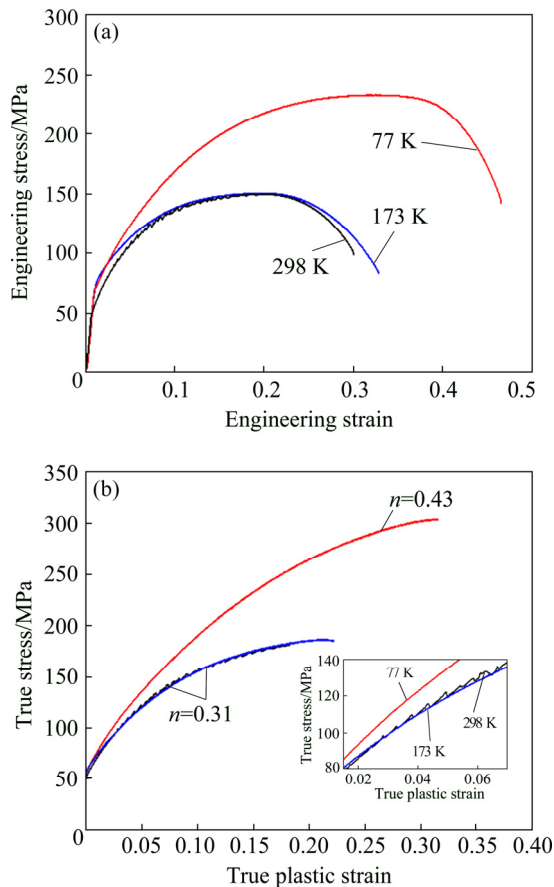 (a)
300
250
200
150
100
50
0
Engineering stress/MPa
77 K
173 K
298 K
0.1 0.2 0.3 0.4 0.5
Engineering strain
(b)
350
300
250
200
150
100
50
0
True stress/MPa
n=0.43
n=0.31
140
120
100
80
True stress/MPa
77 K
298 K
173 K
0.02 0.04 0.06
True plastic strain
0.05 0.10 0.15 0.20 0.25 0.30 0.35 0.40
True plastic strain